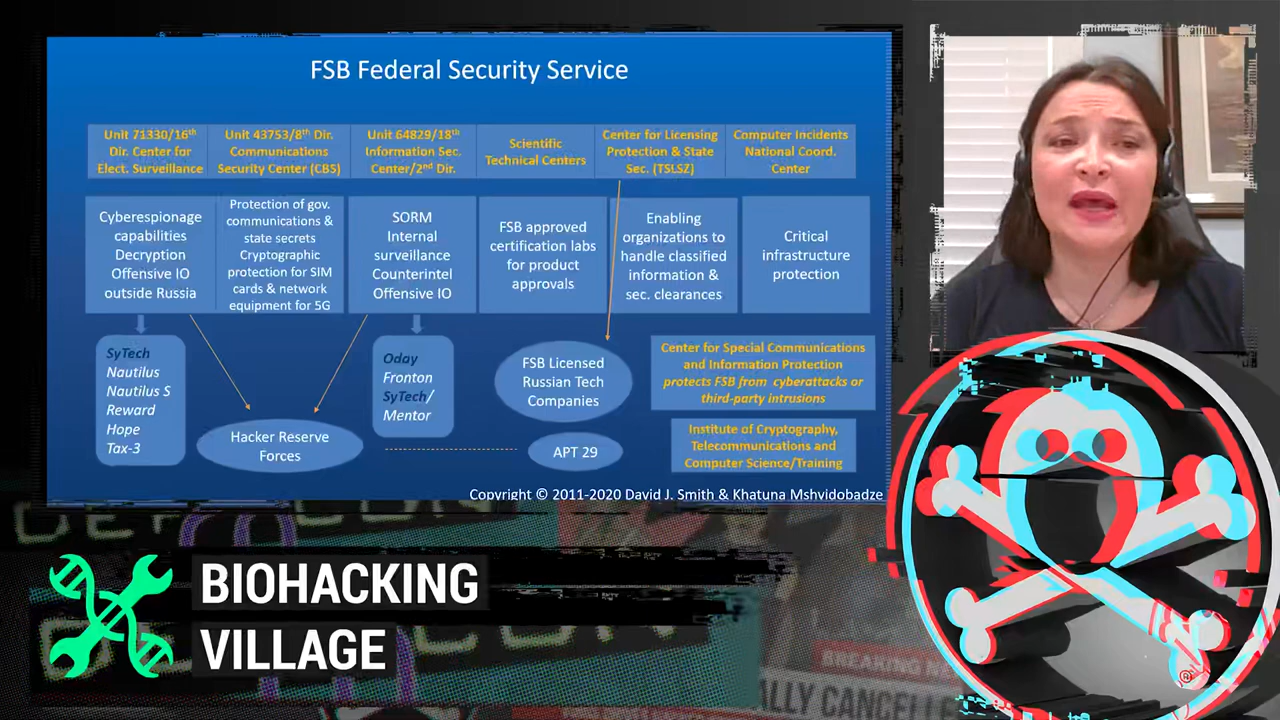 FSB Federal Security Service
Unit 71330/16th
Dir. Center for
Elect. Surveillance
Unit 43753/8th Dir.
Communications
Security Center (CBS)
Unit 64829/18th
Information Sec.
Center/2nd Dir.
Scientific
Technical Centers
Center for Licensing
Protection & State
Sec. (TSLSZ)
Computer Incidents
National Coord.
Center
Cyberespionage
capabilities
Decryption
Offensive IO
outside Russia
Protection of gov.
communications &
state secrets
Cryptographic
protection for SIM
cards & network
equipment for 5G
SORM
Internal
surveillance
Counterintel
Offensive IO
FSB approved
certification labs
for product
approvals
Enabling
organizations to
handle classified
information &
sec. clearances
Critical
infrastructure
protection
SyTech
Nautilus
Nautilus S
Reward
Hope
Tax-3
Hacker Reserve
Forces
Oday
Fronton
SyTech/
Mentor
FSB Licensed
Russian Tech
Companies
APT 29
Center for Special Communications
and Information Protection
protects FSB from cyberattacks or
third-party intrusions
Institute of Cryptography,
Telecommunications and
Computer Science/Training
Copyright © 2011-2020 David J. Smith & Khatuna Mshvidobadze
BIOHACKING
VILLAGE
DEF CON
BREAKING NE
ALLY CANCELLE
®